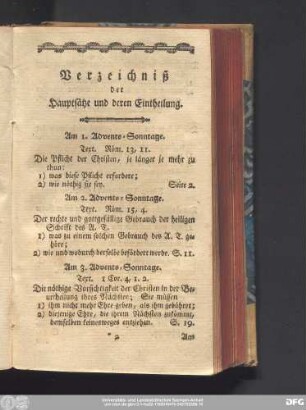 Verzeichniß
der
Hauptsätze und deren Eintheilung.
Am 1. Advents-Sonntage.
Text. Röm. 13, 11.
Die Pflicht der Christen, je länger je mehr zu
thun:
1) was diese Pflicht erfordere;
2) wie nöthig sie sey. Seite 2.
Am 2. Advents-Sonntage.
Text. Röm. 15, 4.
Der rechte und gottgefällige Gebrauch der heiligen
Schrifft des A. T.
1) was zu einem solchen Gebrauch des A. T. ge-
höre;
2) wie und wodurch derselbe befördert werde. S. 11.
Am 3. Advents-Sonntage.
Text. 1 Cor. 4, 1. 2.
Die nöthige Vorsichtigkeit der Christen in der Be-
urtheilung ihres Nächsten; Sie müssen
1) ihm nicht mehr Ehre geben, als ihm gebühret;
2) diejenige Ehre, die ihrem Nächsten zukömmt,
demselben keinesweges entziehen. S. 19.
Am
DFG